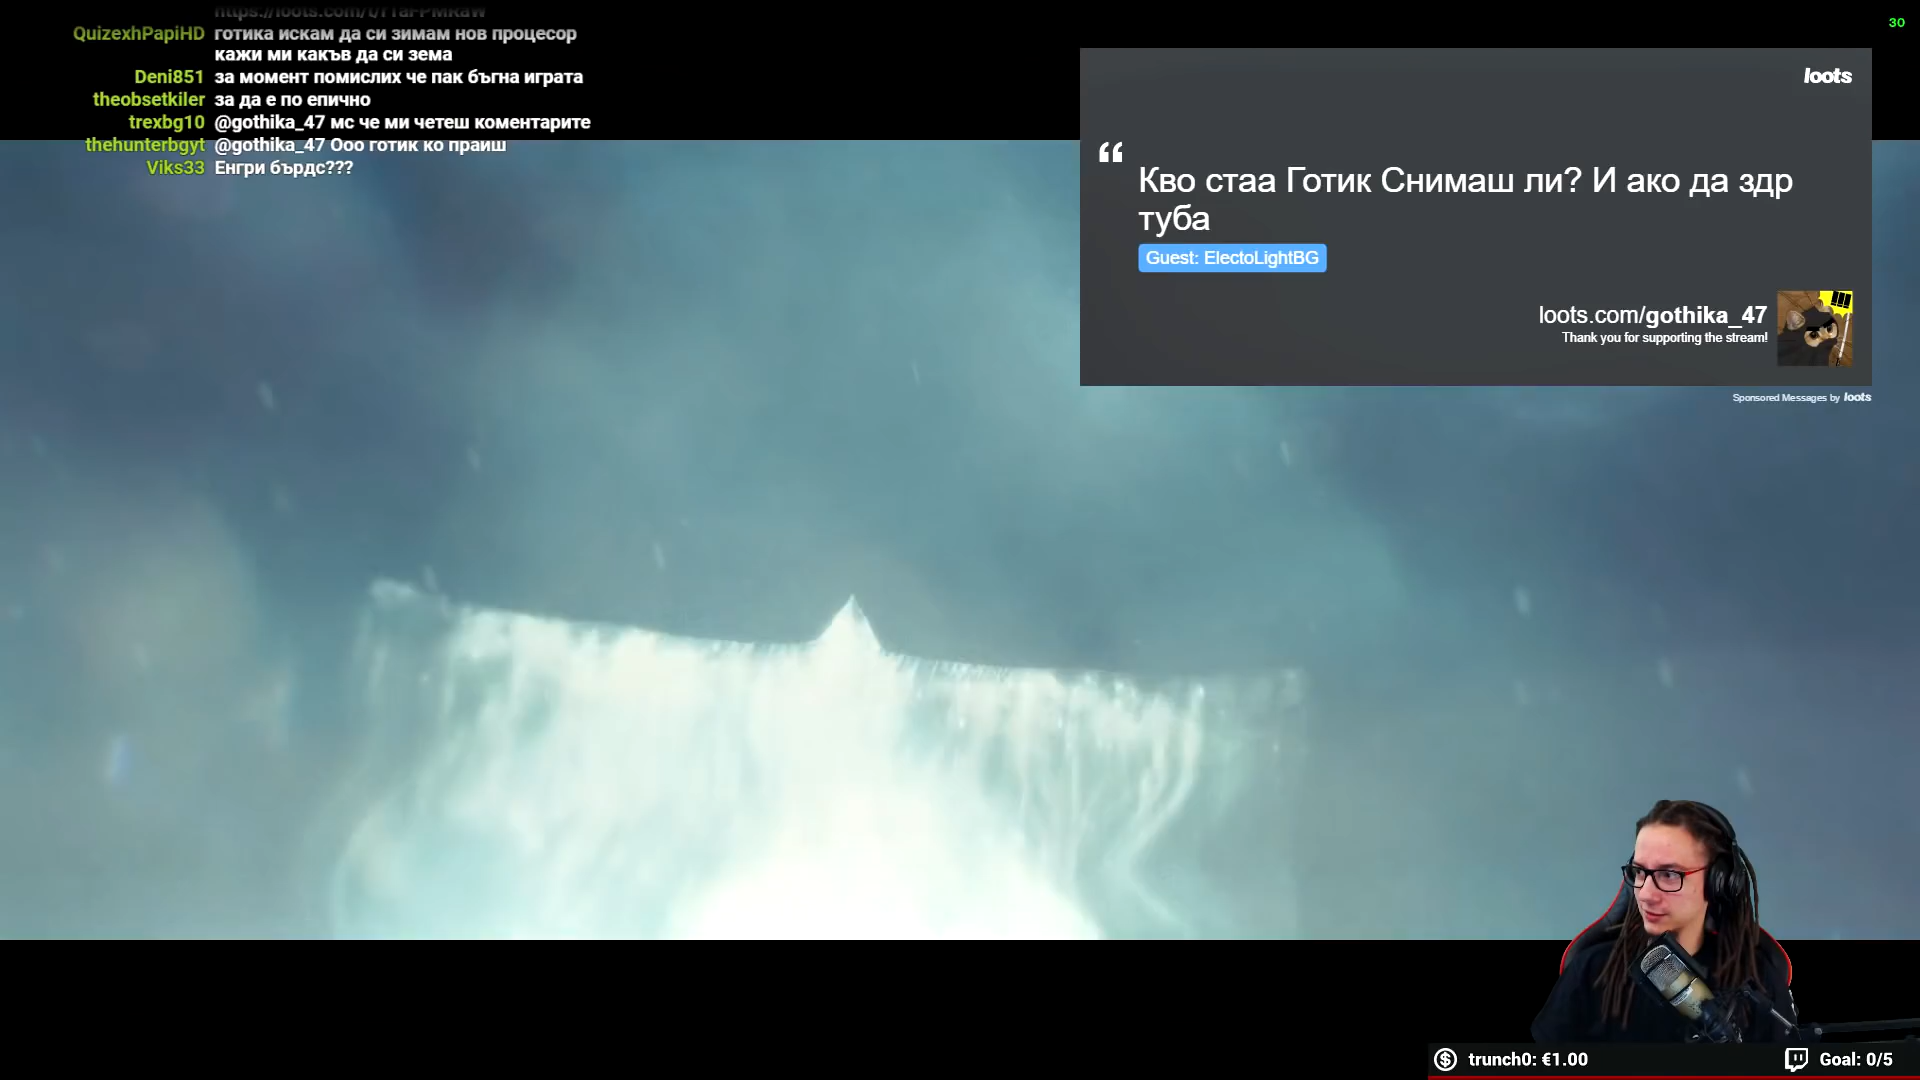 QuizexhPapiHD готика искам да си зимам нов процесор
кажи ми какъв да си зема
Deni851 за момент помислих че пак бъгна играта
theobsetkiler за да е по епично
trexbg10 @gothika_47 мс че ми четеш коментарите
thehunterbgyt @gothika_47 Ооо готик ко праиш
Viks33 Енгри бърдс???
30
loots
“
Кво стаа Готик Снимаш ли? И ако да здр
туба
Guest: ElectoLightBG
loots.com/gothika_47
Thank you for supporting the stream!
Sponsored Messages by loots
trunch0: €1.00
Goal: 0/5